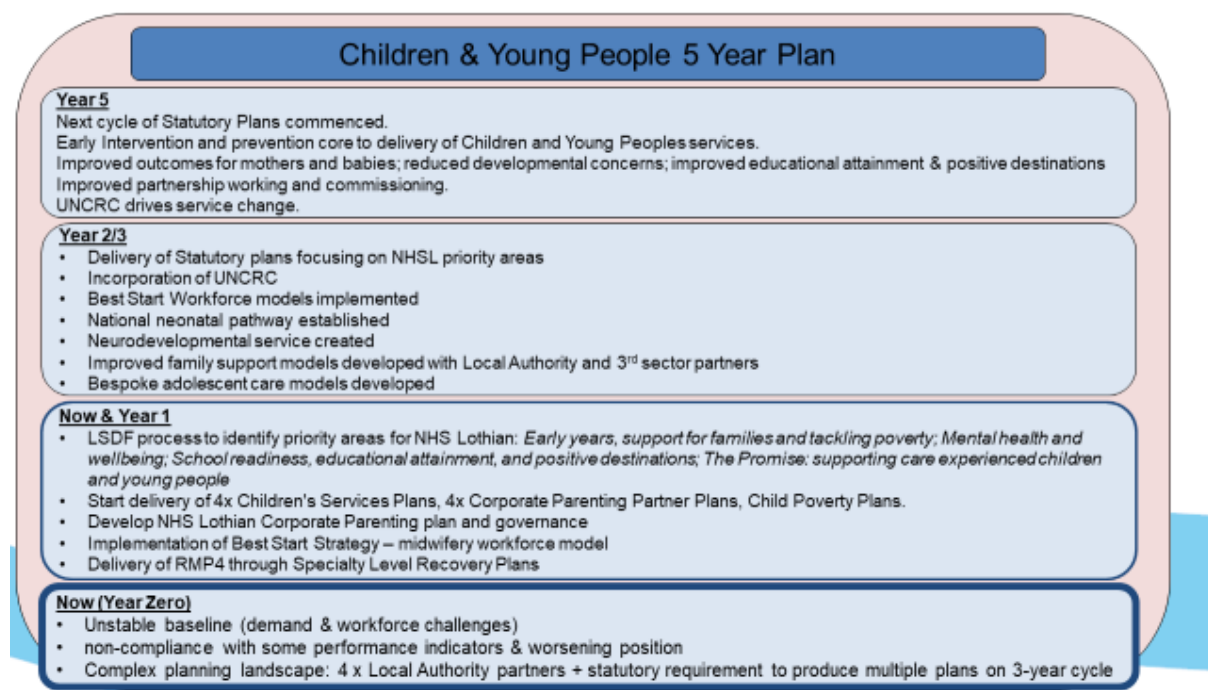 Children & Young People 5 Year Plan
Year 5
Next cycle of Statutory Plans commenced.
Early Intervention and prevention core to delivery of Children and Young Peoples services.
Improved outcomes for mothers and babies; reduced developmental concerns; improved educational attainment & positive destinations
Improved partnership working and commissioning.
UNCRC drives service change.
Year 2/3
• Delivery of Statutory plans focusing on NHSL priority areas
• Incorporation of UNCRC
• Best Start Workforce models implemented
• National neonatal pathway established
• Neurodevelopmental service created
• Improved family support models developed with Local Authority and 3rd sector partners
• Bespoke adolescent care models developed
Now & Year 1
• LSDF process to identify priority areas for NHS Lothian: Early years, support for families and tackling poverty; Mental health and
wellbeing; School readiness, educational attainment, and positive destinations; The Promise: supporting care experienced children
and young people
• Start delivery of 4x Children's Services Plans, 4x Corporate Parenting Partner Plans, Child Poverty Plans.
• Develop NHS Lothian Corporate Parenting plan and governance
• Implementation of Best Start Strategy – midwifery workforce model
• Delivery of RMP4 through Specialty Level Recovery Plans
Now (Year Zero)
• Unstable baseline (demand & workforce challenges)
• non-compliance with some performance indicators & worsening position
• Complex planning landscape: 4 x Local Authority partners + statutory requirement to produce multiple plans on 3-year cycle